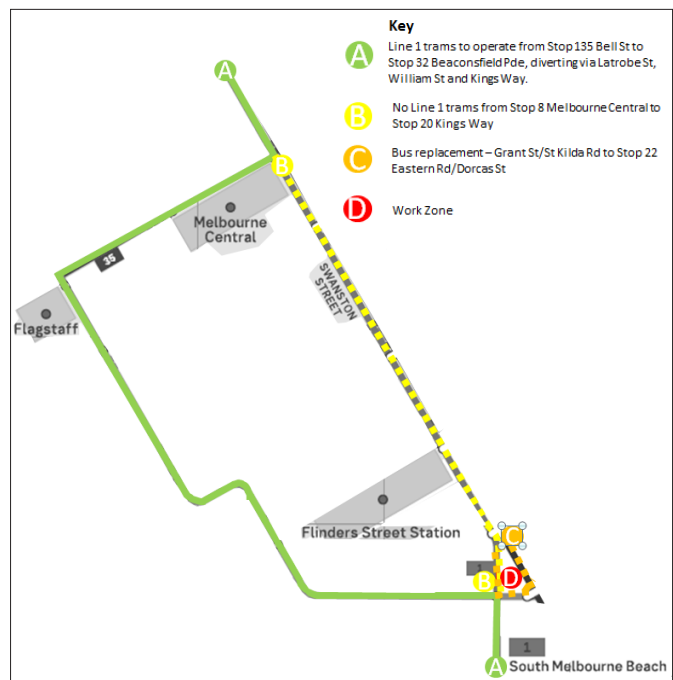 Key
A
Line 1 trams to operate from Stop 135 Bell St to
Stop 32 Beaconsfield Pde, diverting via Latrobe St,
William St and Kings Way.
B
No Line 1 trams from Stop 8 Melbourne Central to
Stop 20 Kings Way
C
Bus replacement – Grant St/St Kilda Rd to Stop 22
Eastern Rd/Dorcas St
D
Work Zone
A
B
Melbourne
Central
35
SWANSTON
STREET
Flagstaff
Flinders Street Station
C
1
B
D
1
A South Melbourne Beach